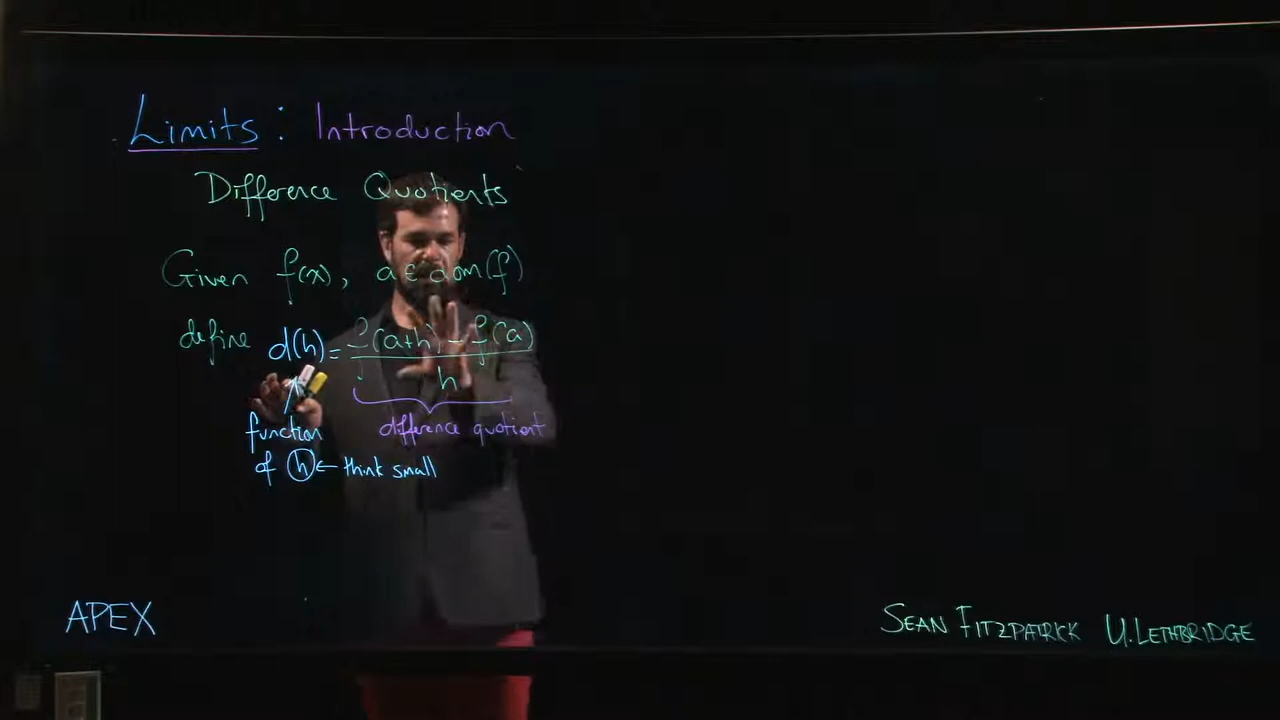 Limits: Introduction
Difference Quotients
Given f(x), a ∈ dom(f)
define d(h) = f(a+h) - f(a)
h
function
difference quotient
of h ← think small
APEX
SEAN FITZPATRICK U. LETHBRIDGE